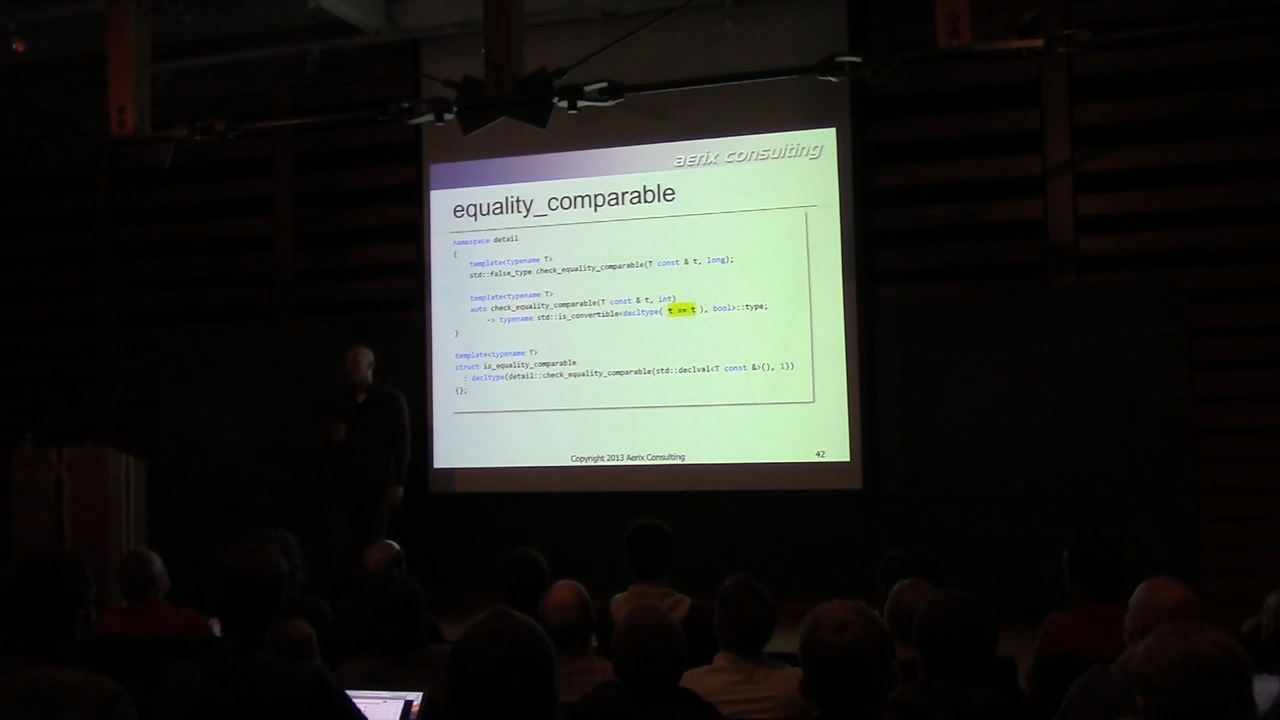 aerix consulting
equality_comparable
namespace detail
{
template<typename T>
std::false_type check_equality_comparable(T const & t, long);
template<typename T>
auto check_equality_comparable(T const & t, int)
-> typename std::is_convertible<decltype( t == t ), bool>::type;
}
template<typename T>
struct is_equality_comparable
: decltype(detail::check_equality_comparable(std::declval<T const &>(), 1))
{};
Copyright 2013 Aerix Consulting
42